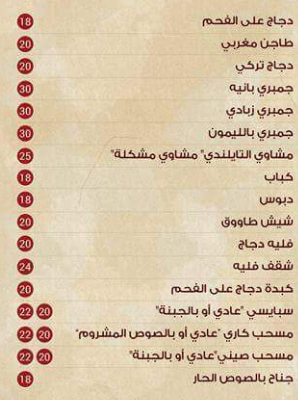 دجاج على الفحم 18
طاجن مغربي 20
دجاج تركي 20
جمبري بانيه 30
جمبري زبادي 30
جمبري بالليمون 30
مشاوي التايلندي" مشاوي مشكلة" 25
كباب 18
دبوس 18
شيش طاووق 20
فليه دجاج 20
شقف فليه 24
كبدة دجاج على الفحم 20
سبايسي "عادي أو بالجبنة" 20 22
مسحب كاري "عادي أو بالصوص المشروم" 20 22
مسحب صيني"عادي أو بالجبنة" 20 22
جناح بالصوص الحار 18